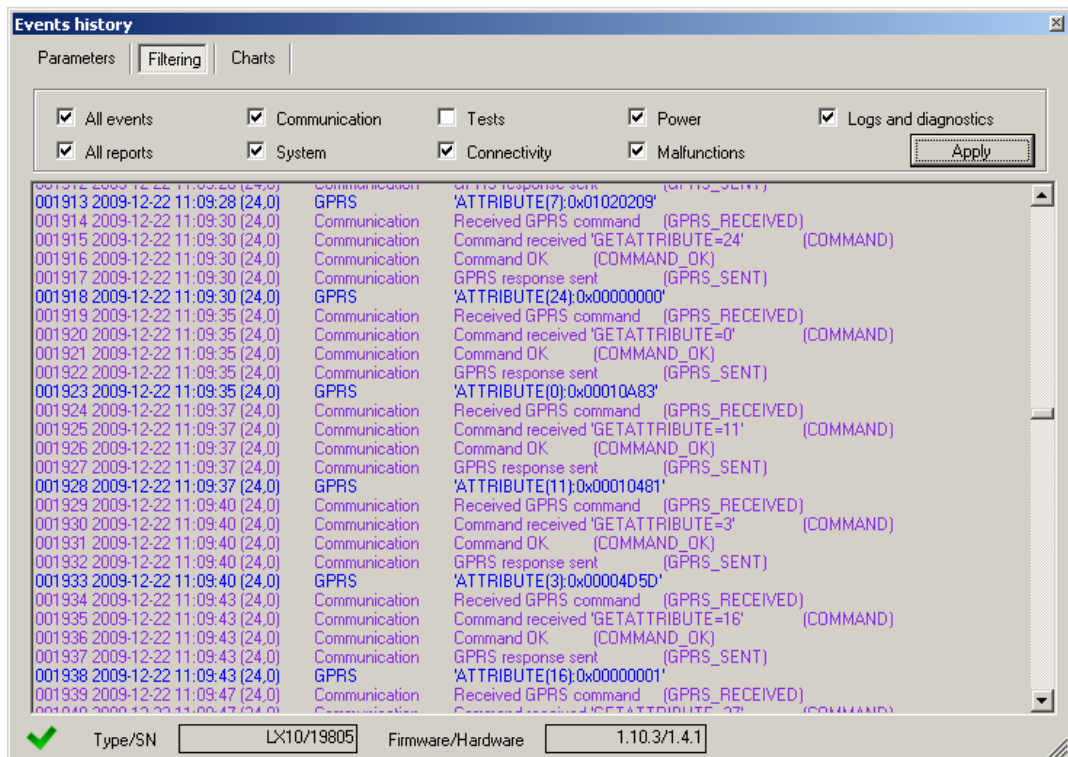 Events history
Parameters Filtering Charts
All events Communication Tests Power Logs and diagnostics
All reports System Connectivity Malfunctions Apply
001912 2009-12-22 11:09:28 (24,0) Communication GPRS response sent (GPRS_SENT)
001913 2009-12-22 11:09:28 (24,0) GPRS 'ATTRIBUTE(7):0x01020209'
001914 2009-12-22 11:09:30 (24,0) Communication Received GPRS command (GPRS_RECEIVED)
001915 2009-12-22 11:09:30 (24,0) Communication Command received 'GETATTRIBUTE=24' (COMMAND)
001916 2009-12-22 11:09:30 (24,0) Communication Command OK (COMMAND_OK)
001917 2009-12-22 11:09:30 (24,0) Communication GPRS response sent (GPRS_SENT)
001918 2009-12-22 11:09:30 (24,0) GPRS 'ATTRIBUTE(24):0x00000000'
001919 2009-12-22 11:09:35 (24,0) Communication Received GPRS command (GPRS_RECEIVED)
001920 2009-12-22 11:09:35 (24,0) Communication Command received 'GETATTRIBUTE=0' (COMMAND)
001921 2009-12-22 11:09:35 (24,0) Communication Command OK (COMMAND_OK)
001922 2009-12-22 11:09:35 (24,0) Communication GPRS response sent (GPRS_SENT)
001923 2009-12-22 11:09:35 (24,0) GPRS 'ATTRIBUTE(0):0x00010A83'
001924 2009-12-22 11:09:37 (24,0) Communication Received GPRS command (GPRS_RECEIVED)
001925 2009-12-22 11:09:37 (24,0) Communication Command received 'GETATTRIBUTE=11' (COMMAND)
001926 2009-12-22 11:09:37 (24,0) Communication Command OK (COMMAND_OK)
001927 2009-12-22 11:09:37 (24,0) Communication GPRS response sent (GPRS_SENT)
001928 2009-12-22 11:09:37 (24,0) GPRS 'ATTRIBUTE(11):0x00010481'
001929 2009-12-22 11:09:40 (24,0) Communication Received GPRS command (GPRS_RECEIVED)
001930 2009-12-22 11:09:40 (24,0) Communication Command received 'GETATTRIBUTE=3' (COMMAND)
001931 2009-12-22 11:09:40 (24,0) Communication Command OK (COMMAND_OK)
001932 2009-12-22 11:09:40 (24,0) Communication GPRS response sent (GPRS_SENT)
001933 2009-12-22 11:09:40 (24,0) GPRS 'ATTRIBUTE(3):0x00004D5D'
001934 2009-12-22 11:09:43 (24,0) Communication Received GPRS command (GPRS_RECEIVED)
001935 2009-12-22 11:09:43 (24,0) Communication Command received 'GETATTRIBUTE=16' (COMMAND)
001936 2009-12-22 11:09:43 (24,0) Communication Command OK (COMMAND_OK)
001937 2009-12-22 11:09:43 (24,0) Communication GPRS response sent (GPRS_SENT)
001938 2009-12-22 11:09:43 (24,0) GPRS 'ATTRIBUTE(16):0x00000001'
001939 2009-12-22 11:09:47 (24,0) Communication Received GPRS command (GPRS_RECEIVED)
Type/SN LX10/19805 Firmware/Hardware 1.10.3/1.4.1